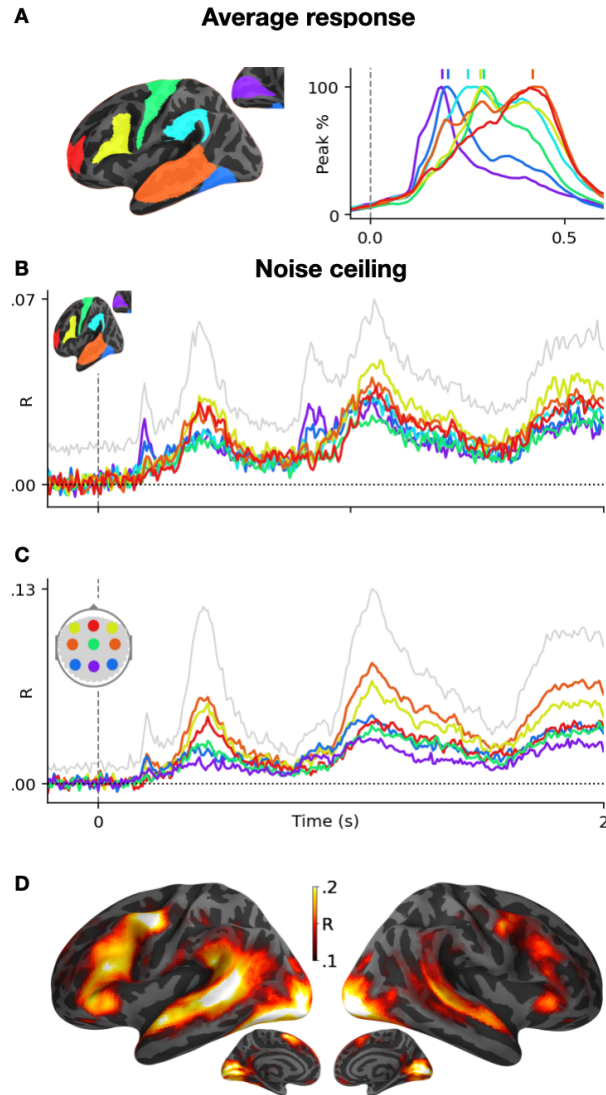 A
Average response
Peak %
100
0
0.0
0.5
B
Noise ceiling
.07
R
.00
C
.13
R
.00
0
Time (s)
2
D
.2
R
.1